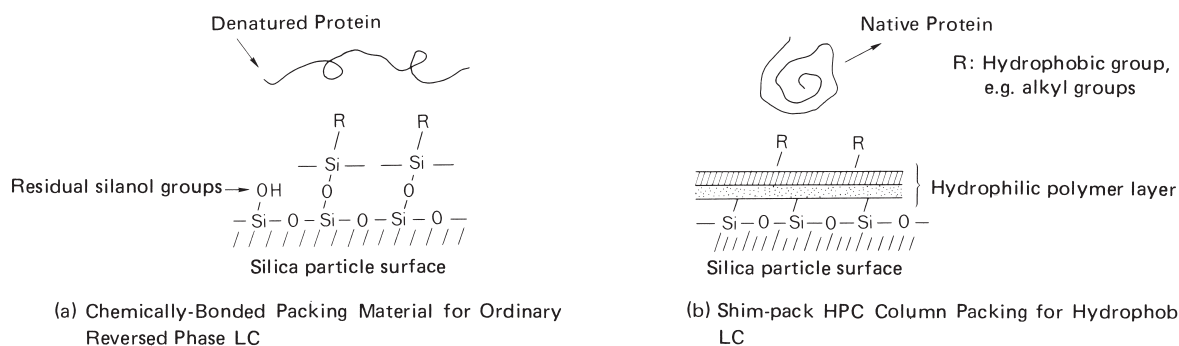 Denatured Protein
R R
— Si — — Si —
O O
Residual silanol groups
OH
— Si — O — Si — O — Si — O —
Silica particle surface
(a) Chemically-Bonded Packing Material for Ordinary
Reversed Phase LC
Native Protein
R: Hydrophobic group,
e.g. alkyl groups
R R
Hydrophilic polymer layer
— Si — O — Si — O — Si — O —
Silica particle surface
(b) Shim-pack HPC Column Packing for Hydrophob
LC